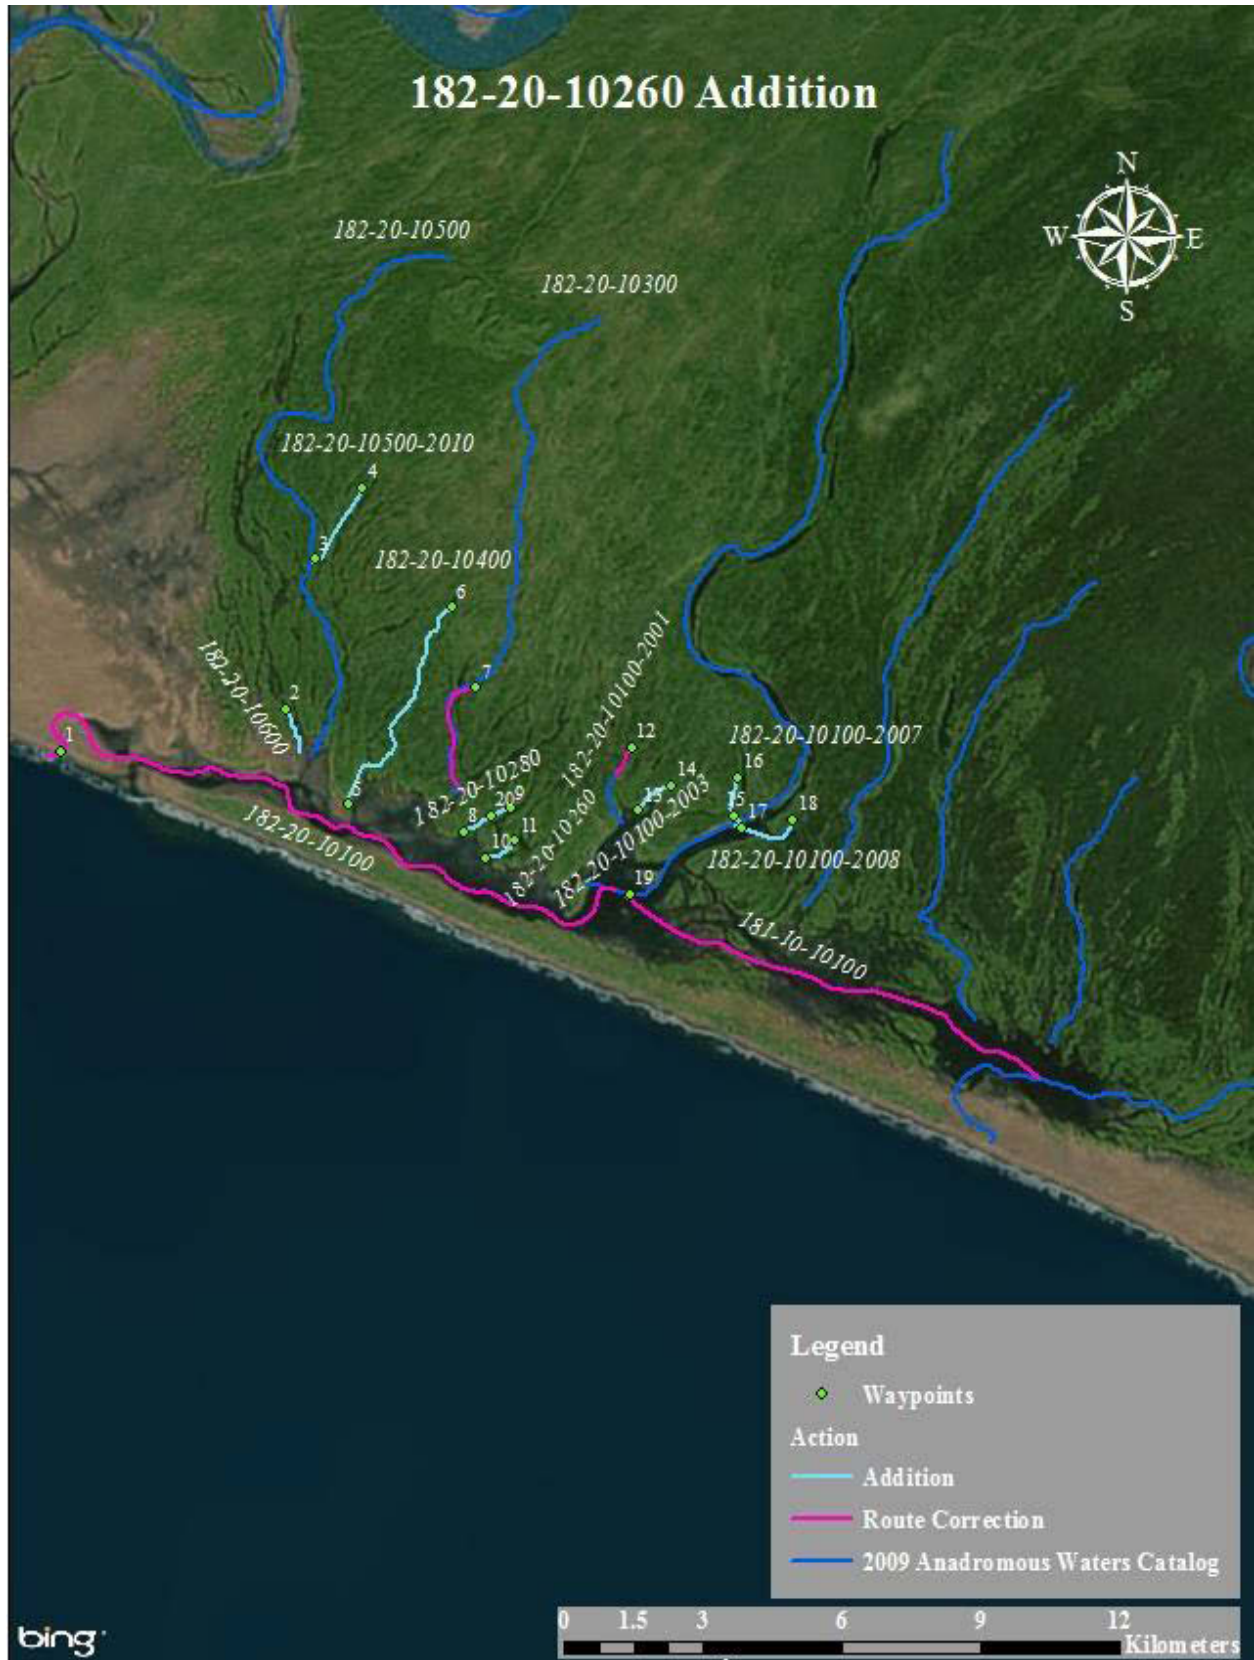 182-20-10260 Addition
N
W E
S
182-20-10500
182-20-10300
182-20-10500-2010
4
3
182-20-10400
6
182-20-10600
2
7
1
182-20-10100-2001
12
182-20-10100-2007
16
14
13
15
17
18
5
182-20-10280
8
20
9
11
10
182-20-10260
182-20-10100-2003
182-20-10100-2008
182-20-10100
19
181-10-10100
Legend
Waypoints
Action
Addition
Route Correction
2009 Anadromous Waters Catalog
0 1.5 3 6 9 12
Kilometers
bing